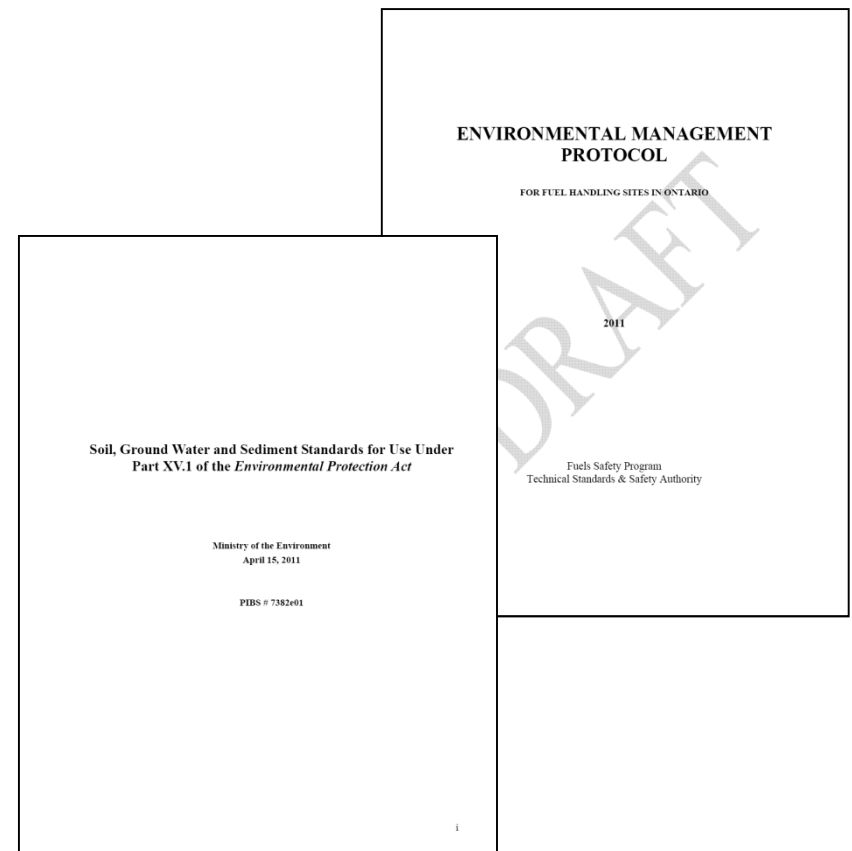 ENVIRONMENTAL MANAGEMENT
PROTOCOL
FOR FUEL HANDLING SITES IN ONTARIO
2011
DRAFT
Fuels Safety Program
Technical Standards & Safety Authority
Soil, Ground Water and Sediment Standards for Use Under
Part XV.1 of the Environmental Protection Act
Ministry of the Environment
April 15, 2011
PIBS # 7382e01
i